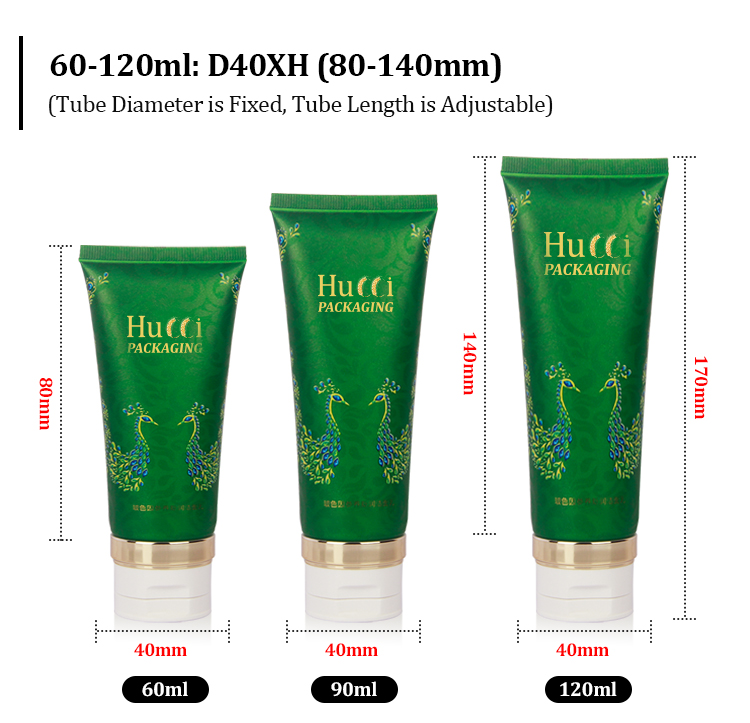 60-120ml: D40XH (80-140mm)
(Tube Diameter is Fixed, Tube Length is Adjustable)
Hucci
PACKAGING
Hucci
PACKAGING
Hucci
PACKAGING
80mm
140mm
170mm
40mm
40mm
40mm
60ml
90ml
120ml